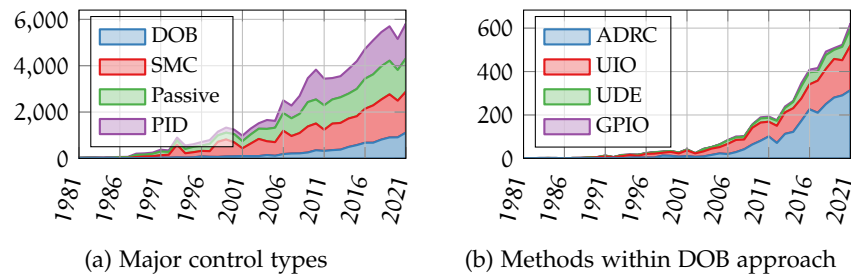 6,000
4,000
2,000
0
DOB
SMC
Passive
PID
1981
1986
1991
1996
2001
2006
2011
2016
2021
(a) Major control types
600
400
200
0
ADRC
UIO
UDE
GPIO
1981
1986
1991
1996
2001
2006
2011
2016
2021
(b) Methods within DOB approach